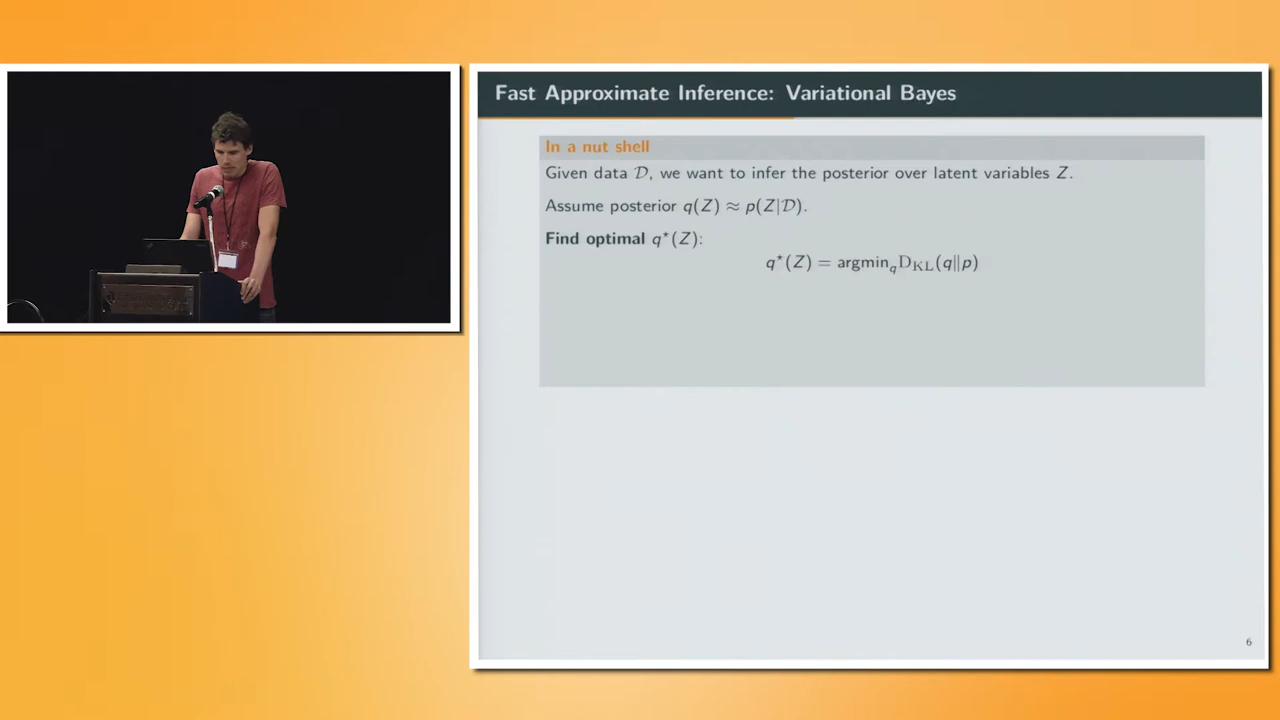 Fast Approximate Inference: Variational Bayes
In a nut shell
Given data 𝒟, we want to infer the posterior over latent variables Z.
Assume posterior q(Z) ≈ p(Z|𝒟).
Find optimal q⋆(Z):
q⋆(Z) = argmin_q D_KL(q‖p)
6